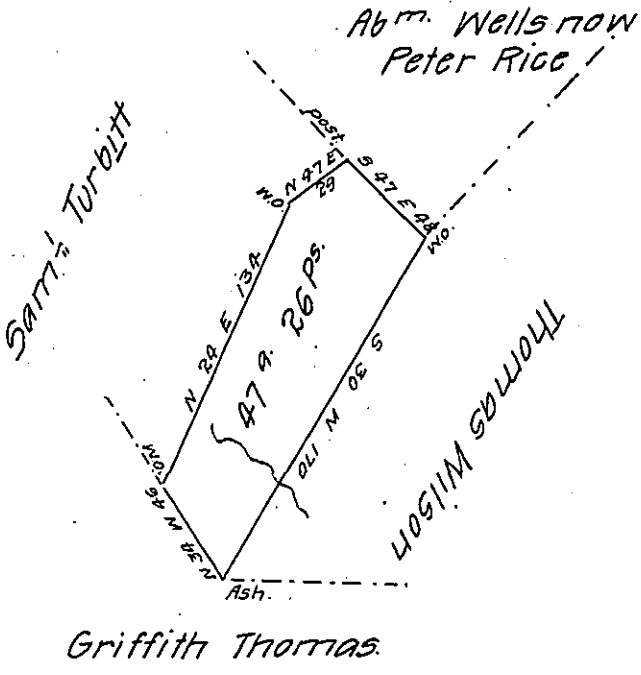 Abm. Wells now
Peter Rice
Saml. Turbitt
Post.
N 47 E
29
S 47 E 48
W.O.
W.O.
N 24 E 134
47 a. 26 Ps.
S 30 W 170
Thomas Wilson
W.O.
N 34 W 46
Ash.
Griffith Thomas.